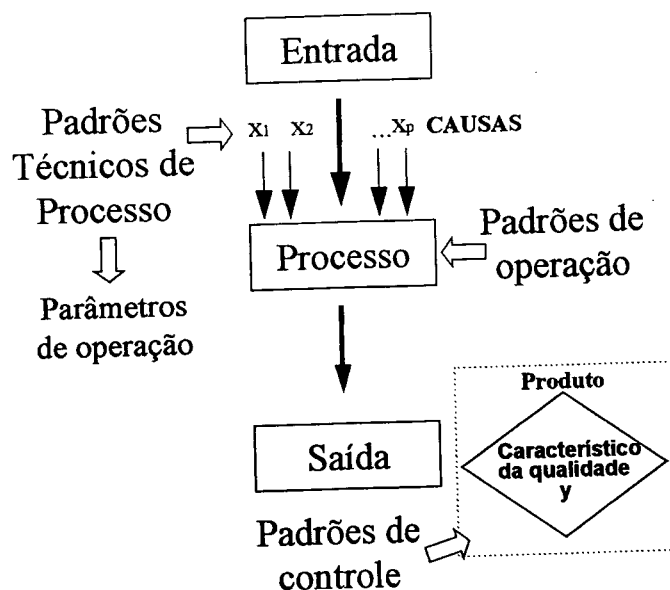 Entrada
Padrões
Técnicos de
Processo
x1 x2 ...xp CAUSAS
Processo
Padrões de
operação
Parâmetros
de operação
Saída
Produto
Característico
da qualidade
y
Padrões de
controle